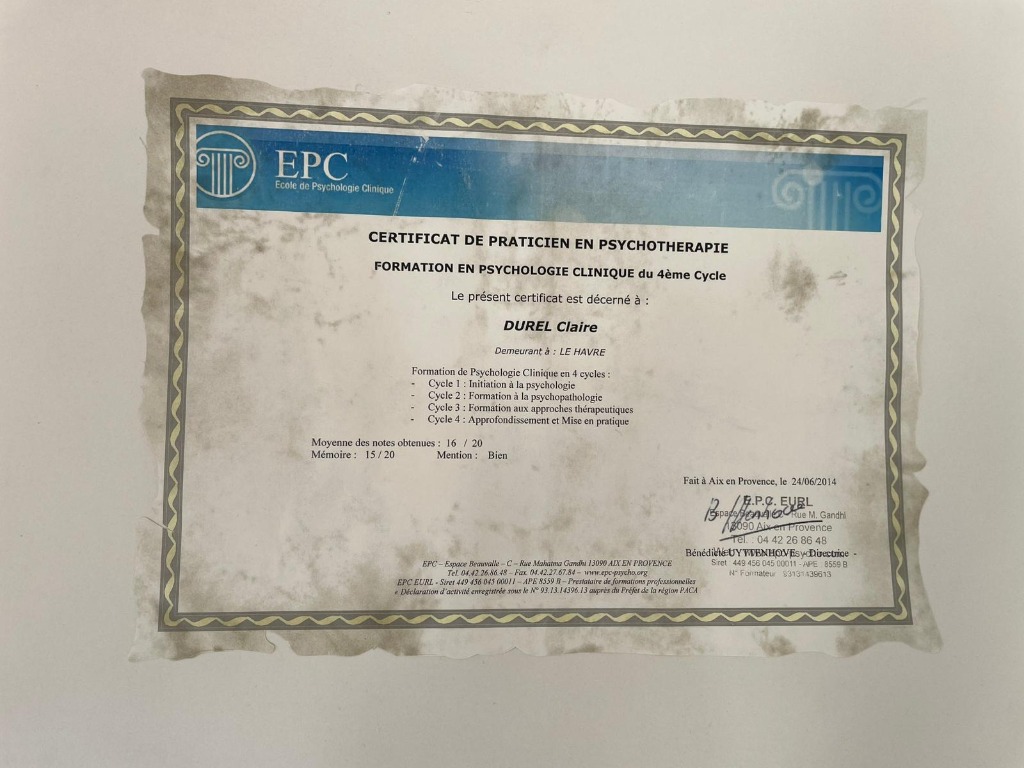 EPC
Ecole de Psychologie Clinique
CERTIFICAT DE PRATICIEN EN PSYCHOTHERAPIE
FORMATION EN PSYCHOLOGIE CLINIQUE du 4ème Cycle
Le présent certificat est décerné à :
DUREL Claire
Demeurant à : LE HAVRE
Formation de Psychologie Clinique en 4 cycles :
- Cycle 1 : Initiation à la psychologie
- Cycle 2 : Formation à la psychopathologie
- Cycle 3 : Formation aux approches thérapeutiques
- Cycle 4 : Approfondissement et Mise en pratique
Moyenne des notes obtenues : 16 / 20
Mémoire : 15 / 20 Mention : Bien
Fait à Aix en Provence, le 24/06/2014
E.P.C. EURL
Espace Rue M. Gandhi
13090 Aix en Provence
Tél. : 04 42 26 86 48
Bénédicte UYTTENHOVE - Directrice -
Siret 449 456 045 00011 - APE 8559 B
N° Formateur 93131439613
EPC – Espace Beauvalle – C – Rue Mahatma Gandhi 13090 AIX EN PROVENCE
Tel. 04.42.26.86.48 – Fax. 04.42.27.67.84 – www.epc-psycho.org
EPC EURL - Siret 449 456 045 00011 – APE 8559 B – Prestataire de formations professionnelles
« Déclaration d'activité enregistrée sous le N° 93.13.14396.13 auprès du Préfet de la région PACA